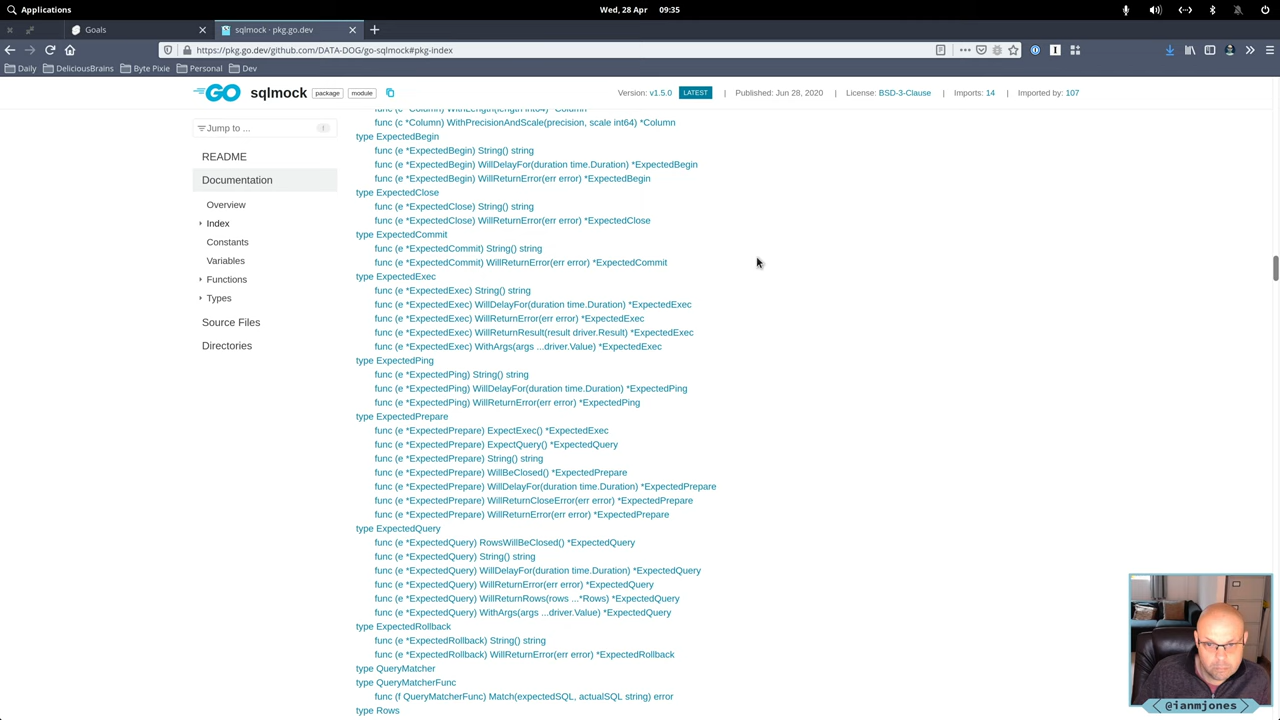 Applications
Wed, 28 Apr 09:35
Goals
sqlmock · pkg.go.dev
https://pkg.go.dev/github.com/DATA-DOG/go-sqlmock#pkg-index
Daily
DeliciousBrains
Byte Pixie
Personal
Dev
GO
sqlmock
package
module
Version: v1.5.0 LATEST | Published: Jun 28, 2020 | License: BSD-3-Clause | Imports: 14 | Imported by: 107
Jump to ...
README
Documentation
Overview
Index
Constants
Variables
Functions
Types
Source Files
Directories
func (c *Column) WithLength(length int64) *Column
func (c *Column) WithPrecisionAndScale(precision, scale int64) *Column
type ExpectedBegin
func (e *ExpectedBegin) String() string
func (e *ExpectedBegin) WillDelayFor(duration time.Duration) *ExpectedBegin
func (e *ExpectedBegin) WillReturnError(err error) *ExpectedBegin
type ExpectedClose
func (e *ExpectedClose) String() string
func (e *ExpectedClose) WillReturnError(err error) *ExpectedClose
type ExpectedCommit
func (e *ExpectedCommit) String() string
func (e *ExpectedCommit) WillReturnError(err error) *ExpectedCommit
type ExpectedExec
func (e *ExpectedExec) String() string
func (e *ExpectedExec) WillDelayFor(duration time.Duration) *ExpectedExec
func (e *ExpectedExec) WillReturnError(err error) *ExpectedExec
func (e *ExpectedExec) WillReturnResult(result driver.Result) *ExpectedExec
func (e *ExpectedExec) WithArgs(args ...driver.Value) *ExpectedExec
type ExpectedPing
func (e *ExpectedPing) String() string
func (e *ExpectedPing) WillDelayFor(duration time.Duration) *ExpectedPing
func (e *ExpectedPing) WillReturnError(err error) *ExpectedPing
type ExpectedPrepare
func (e *ExpectedPrepare) ExpectExec() *ExpectedExec
func (e *ExpectedPrepare) ExpectQuery() *ExpectedQuery
func (e *ExpectedPrepare) String() string
func (e *ExpectedPrepare) WillBeClosed() *ExpectedPrepare
func (e *ExpectedPrepare) WillDelayFor(duration time.Duration) *ExpectedPrepare
func (e *ExpectedPrepare) WillReturnCloseError(err error) *ExpectedPrepare
func (e *ExpectedPrepare) WillReturnError(err error) *ExpectedPrepare
type ExpectedQuery
func (e *ExpectedQuery) RowsWillBeClosed() *ExpectedQuery
func (e *ExpectedQuery) String() string
func (e *ExpectedQuery) WillDelayFor(duration time.Duration) *ExpectedQuery
func (e *ExpectedQuery) WillReturnError(err error) *ExpectedQuery
func (e *ExpectedQuery) WillReturnRows(rows ...*Rows) *ExpectedQuery
func (e *ExpectedQuery) WithArgs(args ...driver.Value) *ExpectedQuery
type ExpectedRollback
func (e *ExpectedRollback) String() string
func (e *ExpectedRollback) WillReturnError(err error) *ExpectedRollback
type QueryMatcher
type QueryMatcherFunc
func (f QueryMatcherFunc) Match(expectedSQL, actualSQL string) error
type Rows
@ianmjones